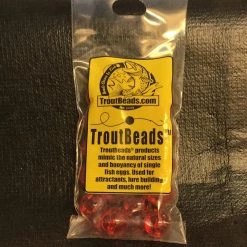 TroutBeads.com
TroutBeads™
TroutBeads® products
mimic the natural sizes
and buoyancy of single
fish eggs. Used for
attractants, lure building
and much more!